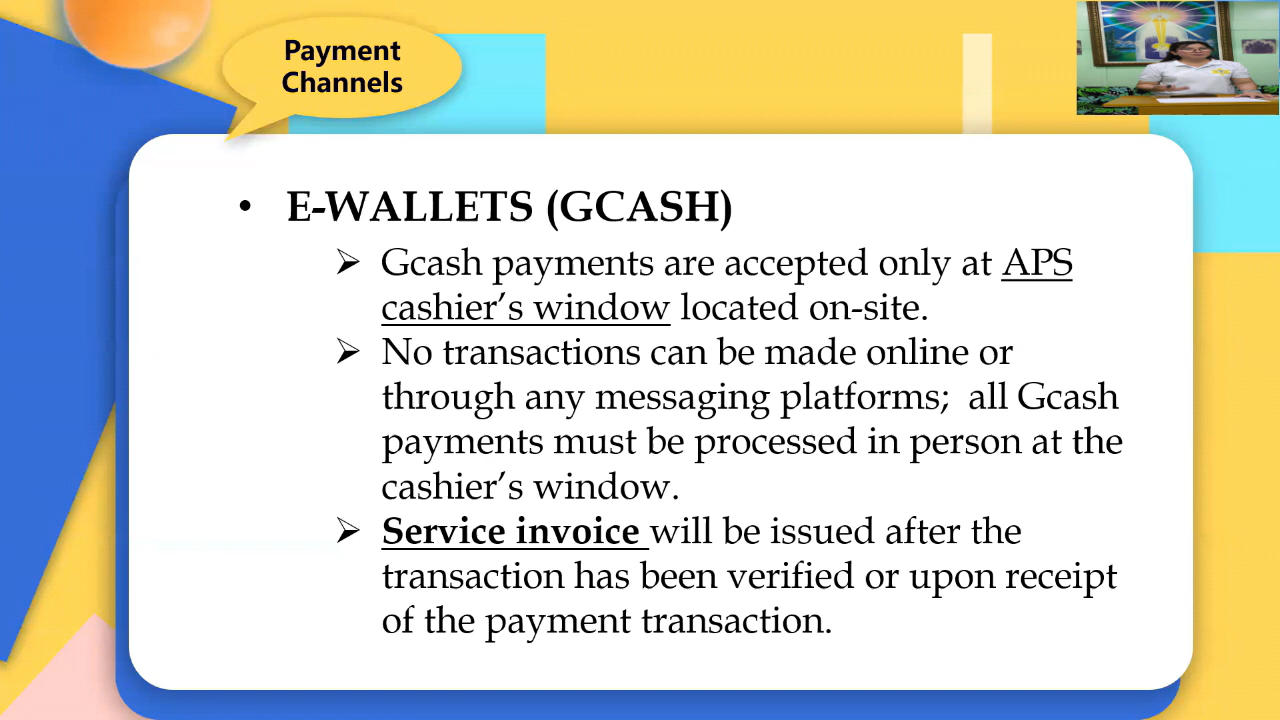 Payment
Channels
• E-WALLETS (GCASH)
➢ Gcash payments are accepted only at APS
cashier’s window located on-site.
➢ No transactions can be made online or
through any messaging platforms;  all Gcash
payments must be processed in person at the
cashier’s window.
➢ Service invoice will be issued after the
transaction has been verified or upon receipt
of the payment transaction.